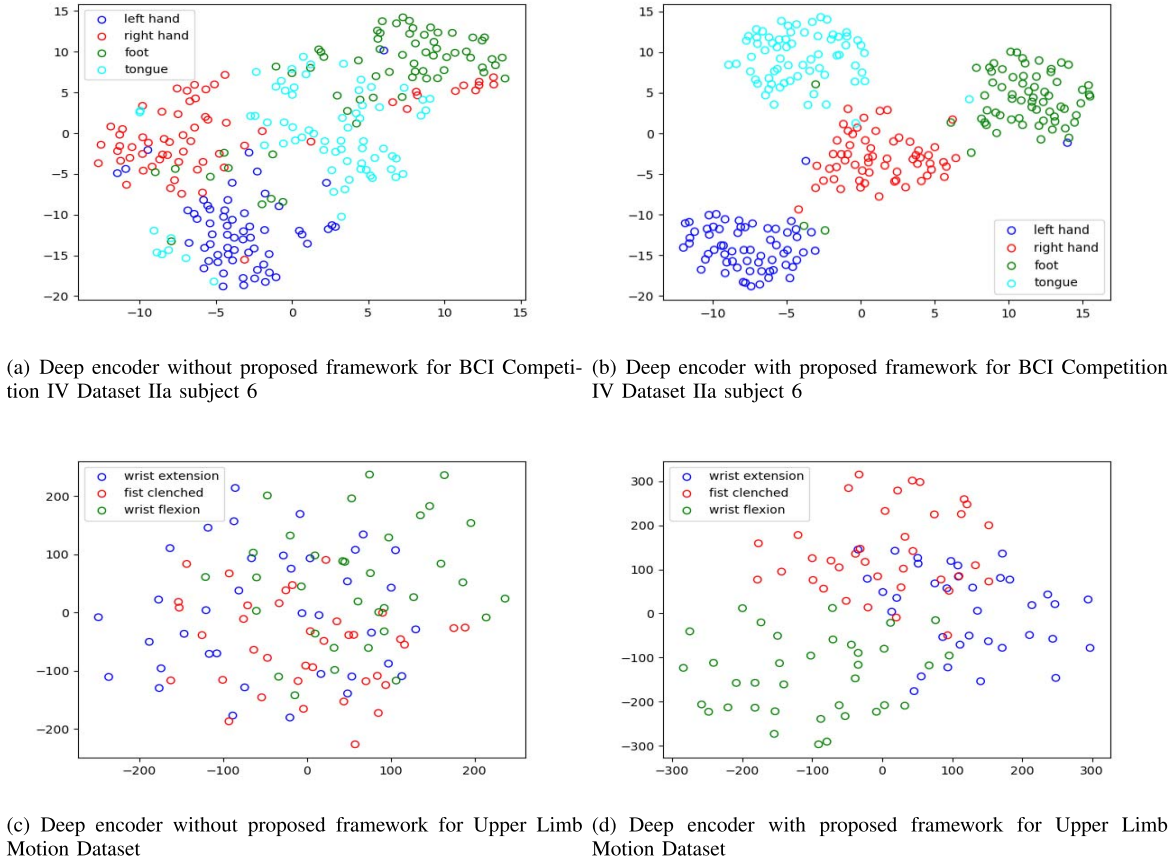 left hand
right hand
foot
tongue
15
10
5
0
−5
−10
−15
−20
−10
−5
0
5
10
15
15
10
5
0
−5
−10
−15
−20
left hand
right hand
foot
tongue
−10
−5
0
5
10
15
(a) Deep encoder without proposed framework for BCI Competi-
tion IV Dataset IIa subject 6
(b) Deep encoder with proposed framework for BCI Competition
IV Dataset IIa subject 6
wrist extension
fist clenched
wrist flexion
200
100
0
−100
−200
−200
−100
0
100
200
wrist extension
fist clenched
wrist flexion
300
200
100
0
−100
−200
−300
−300
−200
−100
0
100
200
300
(c) Deep encoder without proposed framework for Upper Limb
Motion Dataset
(d) Deep encoder with proposed framework for Upper Limb
Motion Dataset